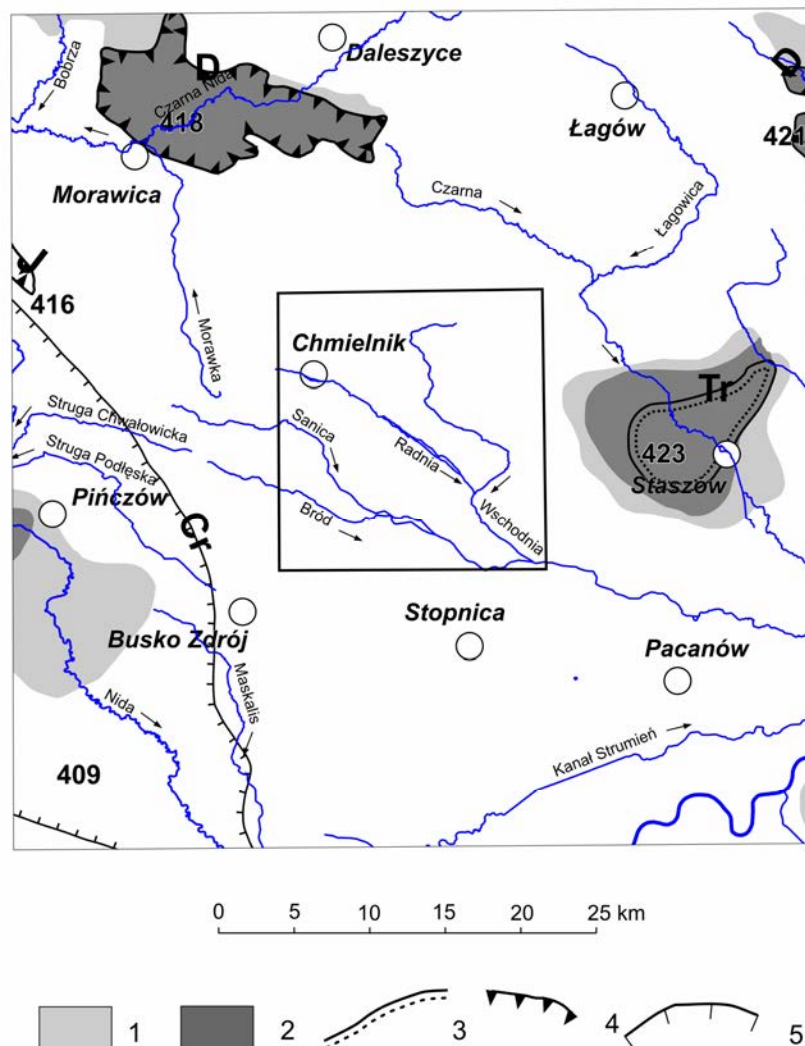 Bobrza
D
Daleszyce
Czarna Nida
418
D
Łagów
421
Morawica
Czarna
Łagowica
J
416
Morawka
Chmielnik
Struga Chwałowicka
Sanica
Radnia
Tr
423
Staszów
Struga Podłęska
Pińczów
Cr
Bród
Wschodnia
Stopnica
Busko Zdrój
Pacanów
Maskalis
Nida
409
Kanał Strumień
0 5 10 15 20 25 km
1 2 3 4 5